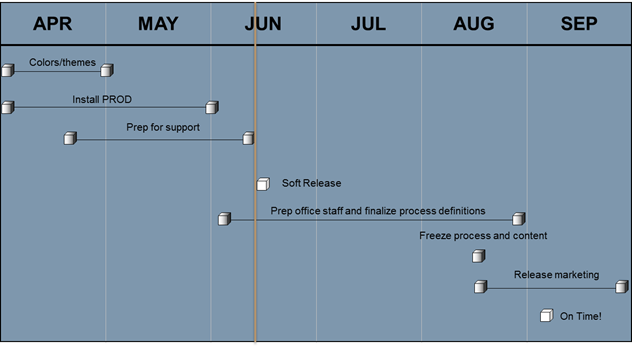 APR MAY JUN JUL AUG SEP
Colors/themes
Install PROD
Prep for support
Soft Release
Prep office staff and finalize process definitions
Freeze process and content
Release marketing
On Time!